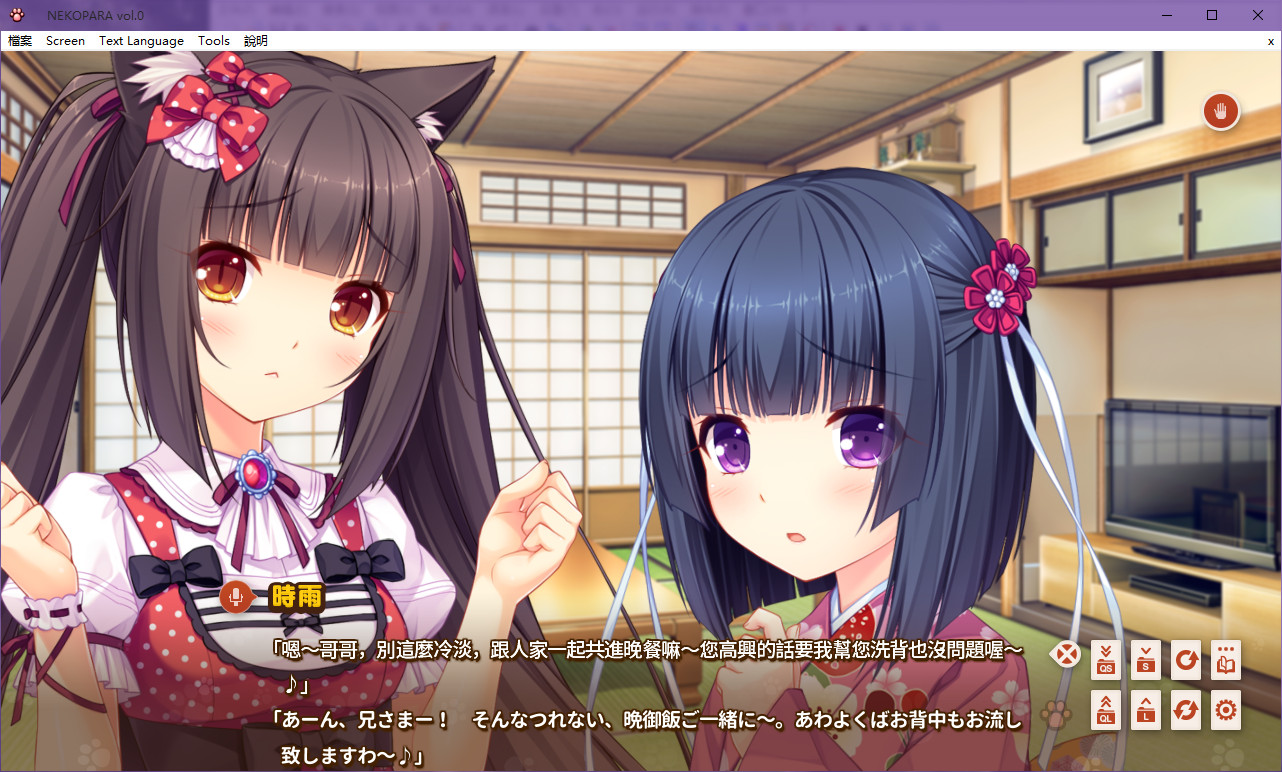 NEKOPARA vol.0
檔案 Screen Text Language Tools 說明 x
時雨
「嗯～哥哥，別這麼冷淡，跟人家一起共進晚餐嘛～您高興的話要我幫您洗背也沒問題喔～
♪」
「あーん、兄さまー！　そんなつれない、晩御飯ご一緒に～。あわよくばお背中もお流し
致しますわ～♪」
QS S
QL L